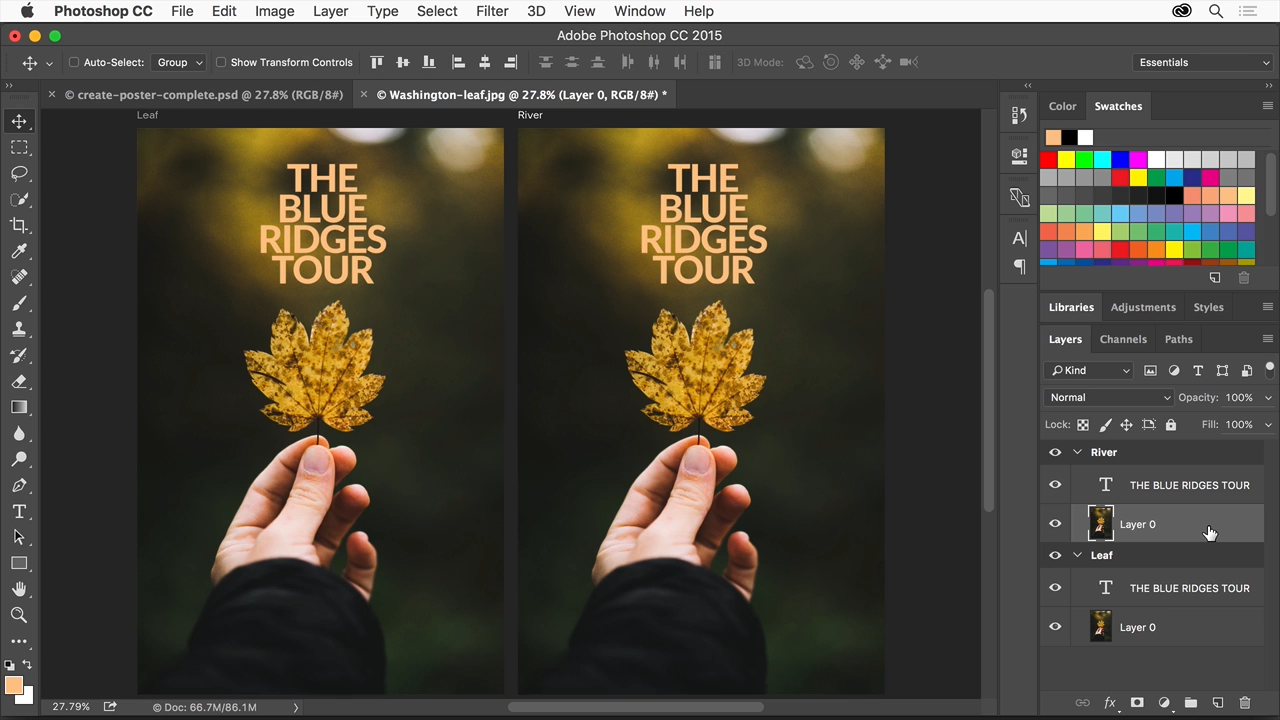 Photoshop CC File Edit Image Layer Type Select Filter 3D View Window Help
Adobe Photoshop CC 2015
Auto-Select: Group Show Transform Controls 3D Mode: Essentials
© create-poster-complete.psd @ 27.8% (RGB/8#) © Washington-leaf.jpg @ 27.8% (Layer 0, RGB/8#) *
Leaf
River
THE
BLUE
RIDGES
TOUR
THE
BLUE
RIDGES
TOUR
Color Swatches
Libraries Adjustments Styles
Layers Channels Paths
Kind
Normal Opacity: 100%
Lock: Fill: 100%
River
THE BLUE RIDGES TOUR
Layer 0
Leaf
THE BLUE RIDGES TOUR
Layer 0
27.79% Doc: 66.7M/86.1M